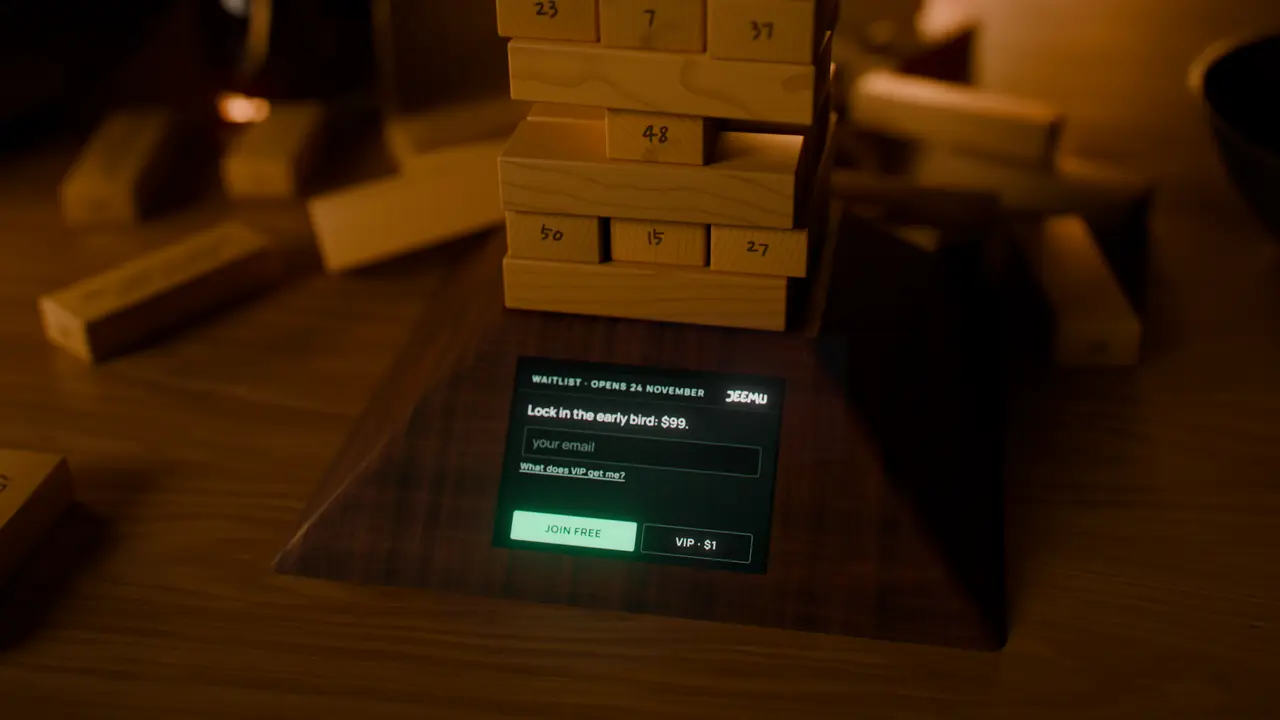 23 7 37
48
50 15 27
WAITLIST · OPENS 24 NOVEMBER JEEMU
Lock in the early bird: $99.
your email
What does VIP get me?
JOIN FREE VIP · $1